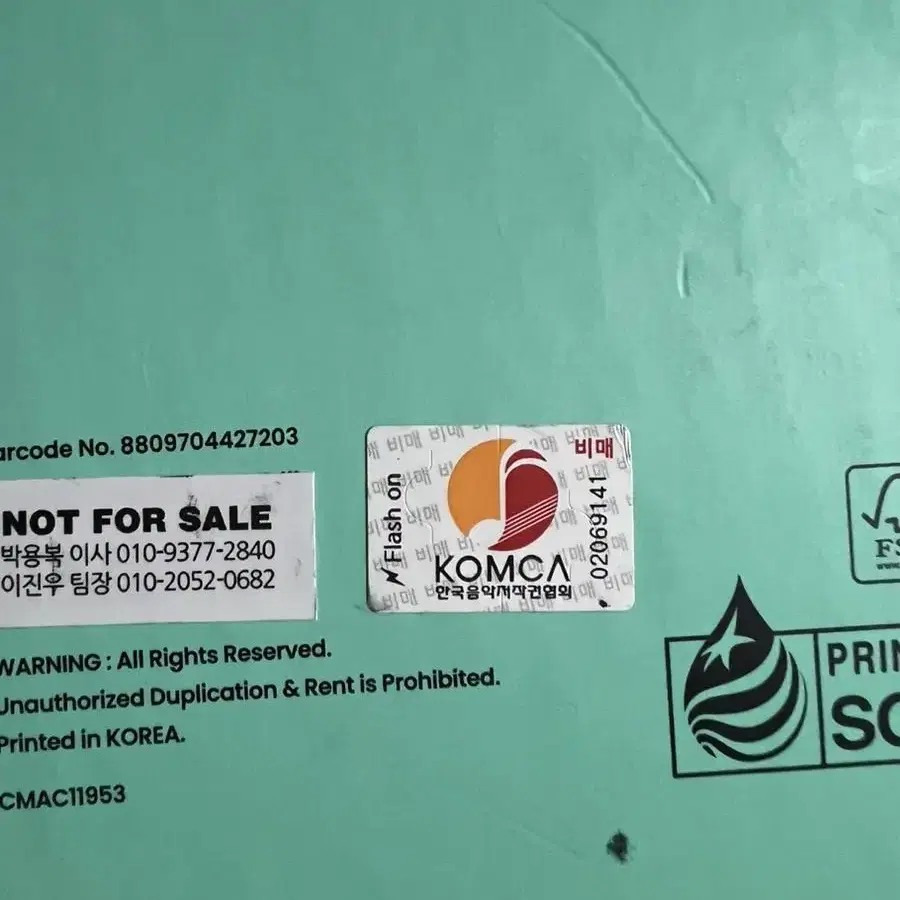 arcode No. 8809704427203
NOT FOR SALE
박용복 이사 010-9377-2840
이진우 팀장 010-2052-0682
비매
Flash on
KOMCA
한국음악저작권협회
02069141
WARNING : All Rights Reserved.
Unauthorized Duplication & Rent is Prohibited.
Printed in KOREA.
CMAC11953
FS
www.
PRIN
SO